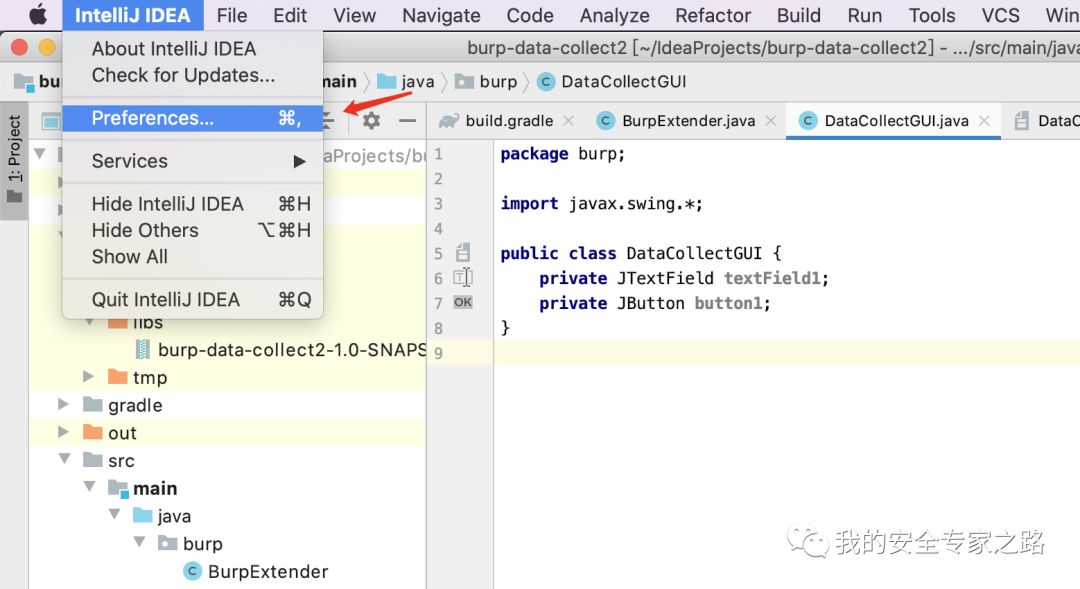 IntelliJ IDEA File Edit View Navigate Code Analyze Refactor Build Run Tools VCS Win
burp-data-collect2 [~/IdeaProjects/burp-data-collect2] - .../src/main/java
bu main java burp C DataCollectGUI
About IntelliJ IDEA
Check for Updates...
Preferences... ⌘,
Services ▶
Hide IntelliJ IDEA ⌘H
Hide Others ⌥⌘H
Show All
Quit IntelliJ IDEA ⌘Q
1: Project
aProjects/bu
libs
burp-data-collect2-1.0-SNAPS
tmp
gradle
out
src
main
java
burp
C BurpExtender
build.gradle C BurpExtender.java C DataCollectGUI.java DataC
1 package burp;
2
3 import javax.swing.*;
4
5 public class DataCollectGUI {
6 private JTextField textField1;
7 OK private JButton button1;
8 }
9
我的安全专家之路